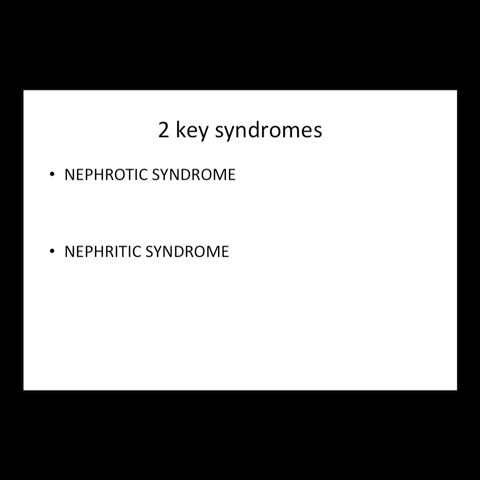 2 key syndromes
• NEPHROTIC SYNDROME
• NEPHRITIC SYNDROME